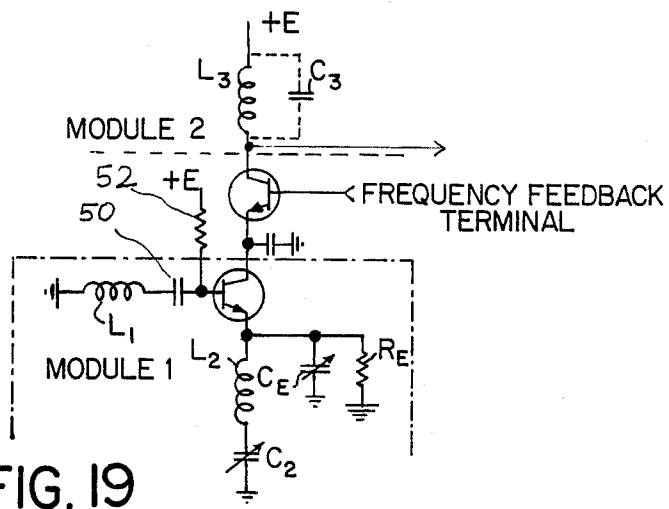 +E
L3
C3
MODULE 2
52
+E
50
FREQUENCY FEEDBACK
TERMINAL
L1
MODULE 1
L2
CE
RE
C2
FIG. 19